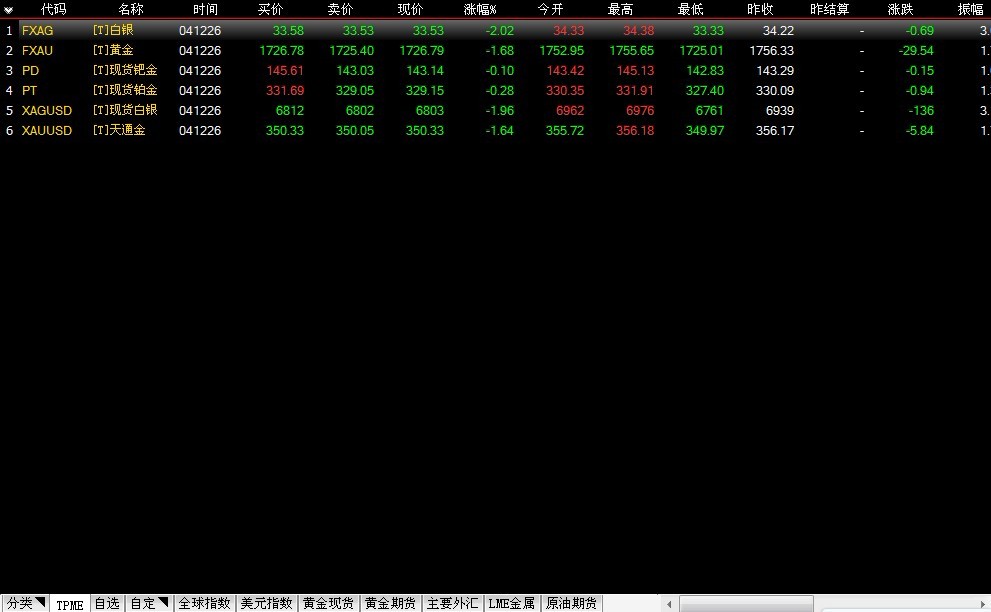 代码 名称 时间 买价 卖价 现价 涨幅% 今开 最高 最低 昨收 昨结算 涨跌 振幅
1 FXAG [T]白银 041226 33.58 33.53 33.53 -2.02 34.33 34.38 33.33 34.22 - -0.69 3.
2 FXAU [T]黄金 041226 1726.78 1725.40 1726.79 -1.68 1752.95 1755.65 1725.01 1756.33 - -29.54 1.
3 PD [T]现货钯金 041226 145.61 143.03 143.14 -0.10 143.42 145.13 142.83 143.29 - -0.15 1.
4 PT [T]现货铂金 041226 331.69 329.05 329.15 -0.28 330.35 331.91 327.40 330.09 - -0.94 1.
5 XAGUSD [T]现货白银 041226 6812 6802 6803 -1.96 6962 6976 6761 6939 - -136 3.
6 XAUUSD [T]天通金 041226 350.33 350.05 350.33 -1.64 355.72 356.18 349.97 356.17 - -5.84 1.
分类 TPME 自选 自定 全球指数 美元指数 黄金现货 黄金期货 主要外汇 LME金属 原油期货